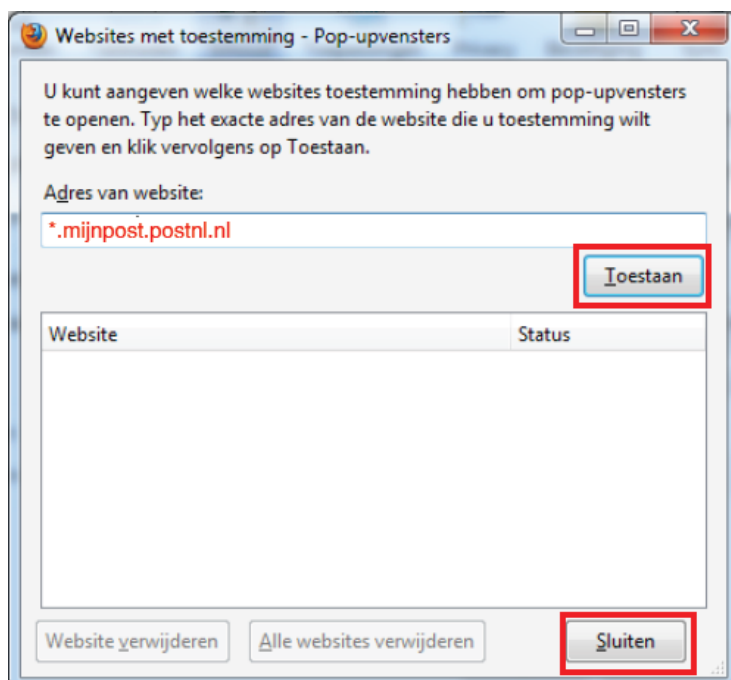 Websites met toestemming - Pop-upvensters
U kunt aangeven welke websites toestemming hebben om pop-upvensters
te openen. Typ het exacte adres van de website die u toestemming wilt
geven en klik vervolgens op Toestaan.
Adres van website:
*.mijnpost.postnl.nl
Toestaan
Website Status
Website verwijderen Alle websites verwijderen Sluiten